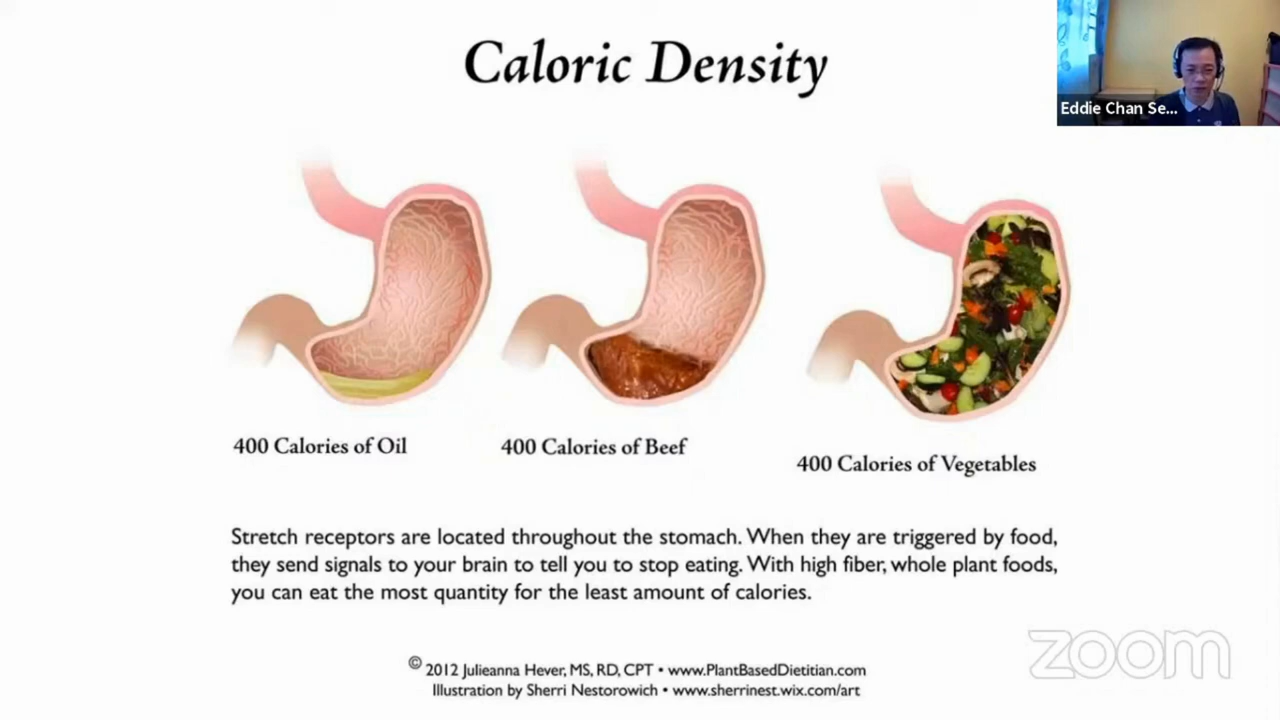 Caloric Density
Eddie Chan Se...
400 Calories of Oil
400 Calories of Beef
400 Calories of Vegetables
Stretch receptors are located throughout the stomach. When they are triggered by food,
they send signals to your brain to tell you to stop eating. With high fiber, whole plant foods,
you can eat the most quantity for the least amount of calories.
© 2012 Julieanna Hever, MS, RD, CPT • www.PlantBasedDietitian.com
Illustration by Sherri Nestorowich • www.sherrinest.wix.com/art
zoom